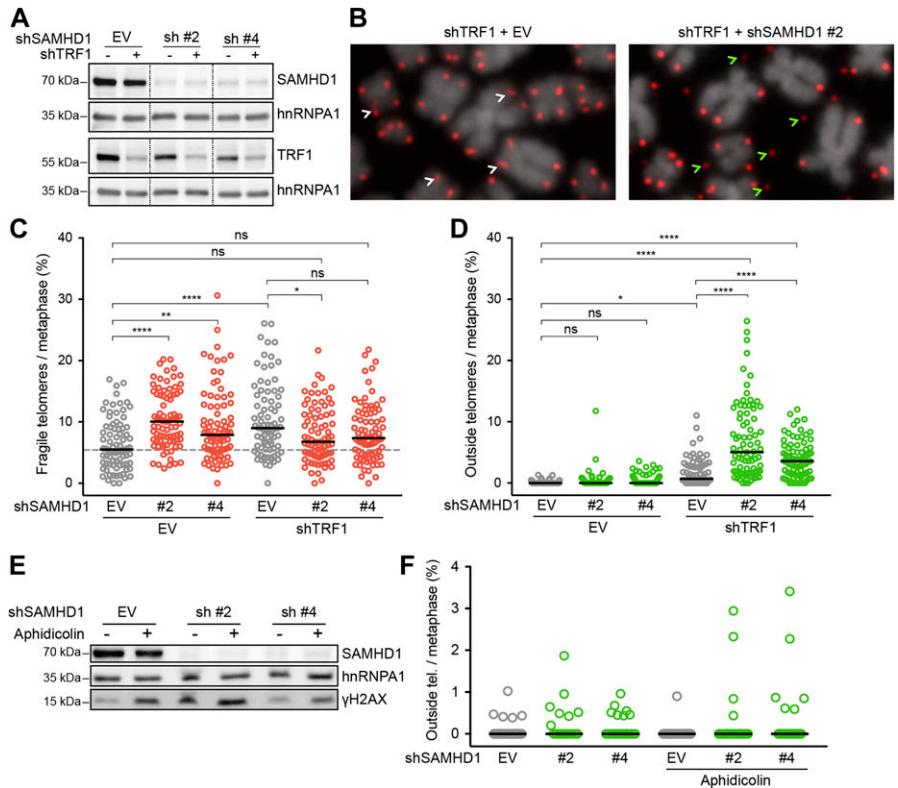 A
shSAMHD1 EV sh #2 sh #4
shTRF1 - + - + - +
70 kDa SAMHD1
35 kDa hnRNPA1
55 kDa TRF1
35 kDa hnRNPA1
B
shTRF1 + EV shTRF1 + shSAMHD1 #2
C
Fragile telomeres / metaphase (%)
40
30
20
10
0
ns
ns
ns
**** *
**
****
shSAMHD1 EV #2 #4 EV #2 #4
EV shTRF1
D
Outside telomeres / metaphase (%)
40
30
20
10
0
****
****
****
* ****
ns
ns
shSAMHD1 EV #2 #4 EV #2 #4
EV shTRF1
E
shSAMHD1 EV sh #2 sh #4
Aphidicolin - + - + - +
70 kDa SAMHD1
35 kDa hnRNPA1
15 kDa γH2AX
F
Outside tel. / metaphase (%)
4
3
2
1
0
shSAMHD1 EV #2 #4 EV #2 #4
Aphidicolin